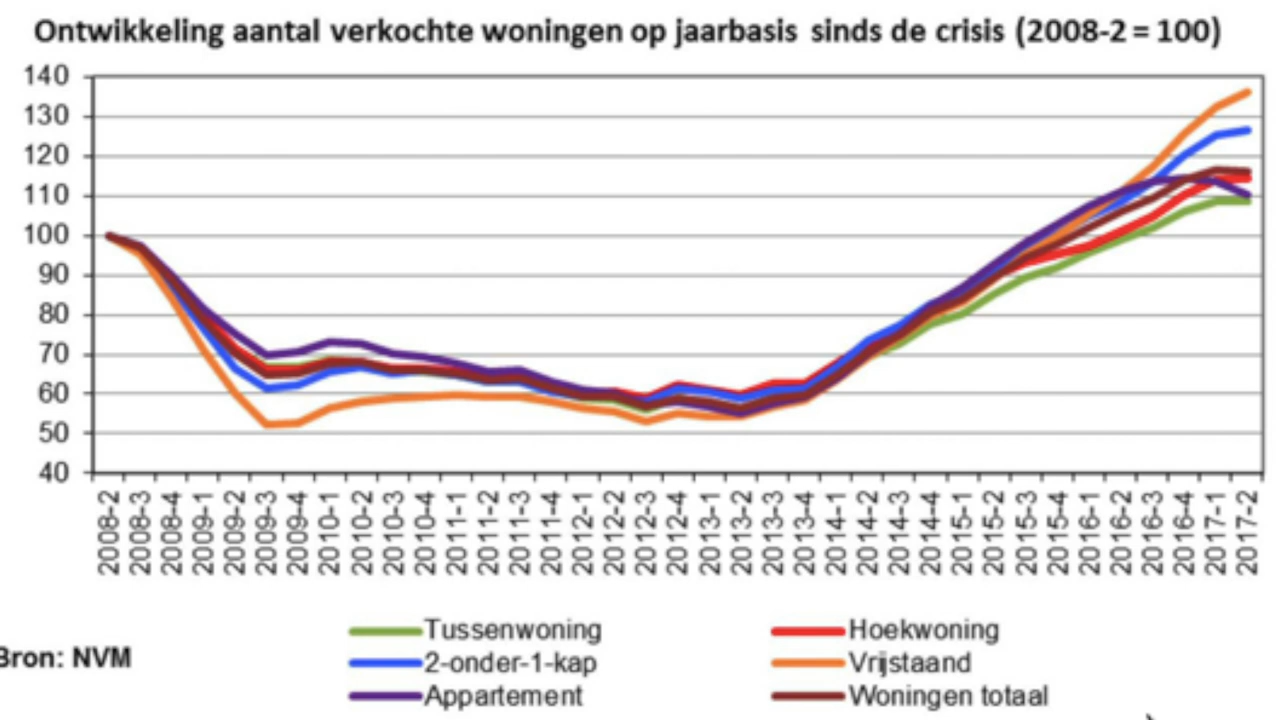 Ontwikkeling aantal verkochte woningen op jaarbasis sinds de crisis (2008-2 = 100)
140
130
120
110
100
90
80
70
60
50
40
2008-2 2008-3 2008-4 2009-1 2009-2 2009-3 2009-4 2010-1 2010-2 2010-3 2010-4 2011-1 2011-2 2011-3 2011-4 2012-1 2012-2 2012-3 2012-4 2013-1 2013-2 2013-3 2013-4 2014-1 2014-2 2014-3 2014-4 2015-1 2015-2 2015-3 2015-4 2016-1 2016-2 2016-3 2016-4 2017-1 2017-2
Tussenwoning Hoekwoning
Bron: NVM
2-onder-1-kap Vrijstaand
Appartement Woningen totaal